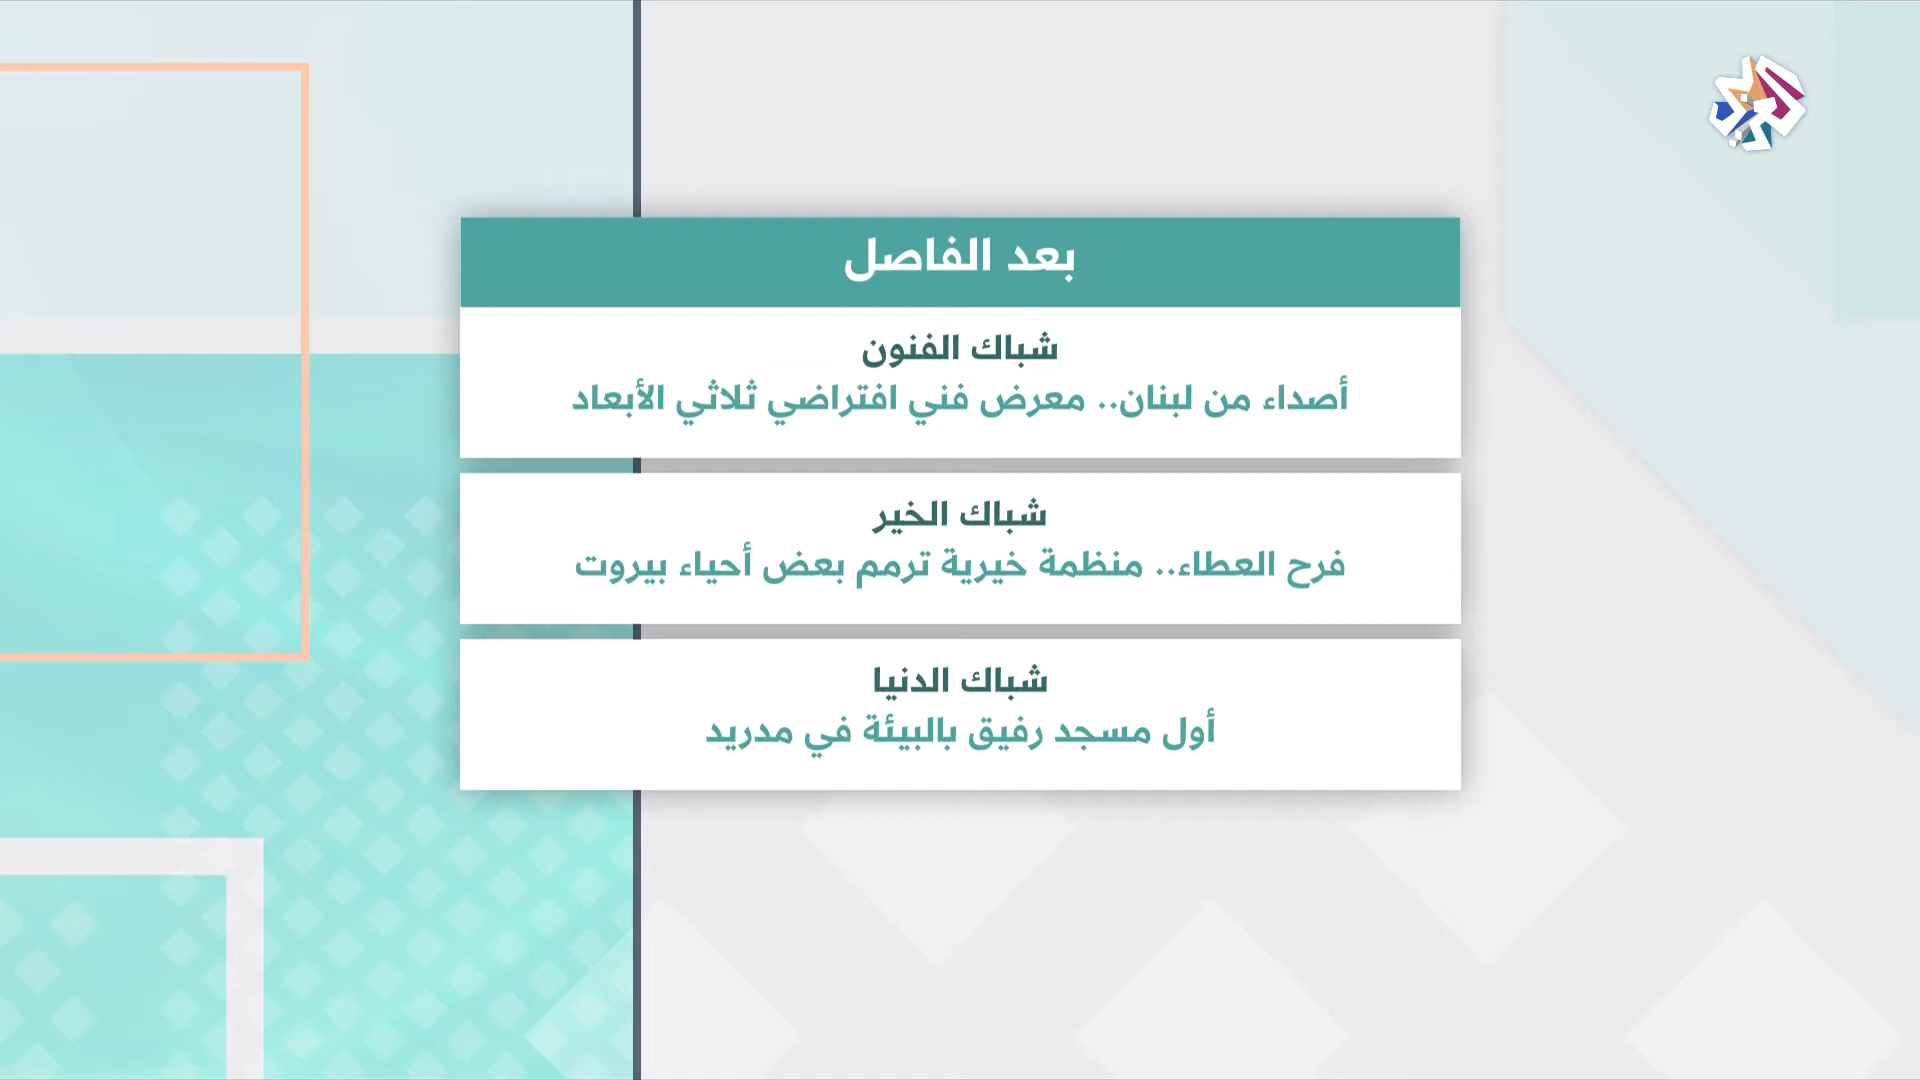 بعد الفاصل
شباك الفنون
أصداء من لبنان.. معرض فني افتراضي ثلاثي الأبعاد
شباك الخير
فرح العطاء.. منظمة خيرية ترمم بعض أحياء بيروت
شباك الدنيا
أول مسجد رفيق بالبيئة في مدريد